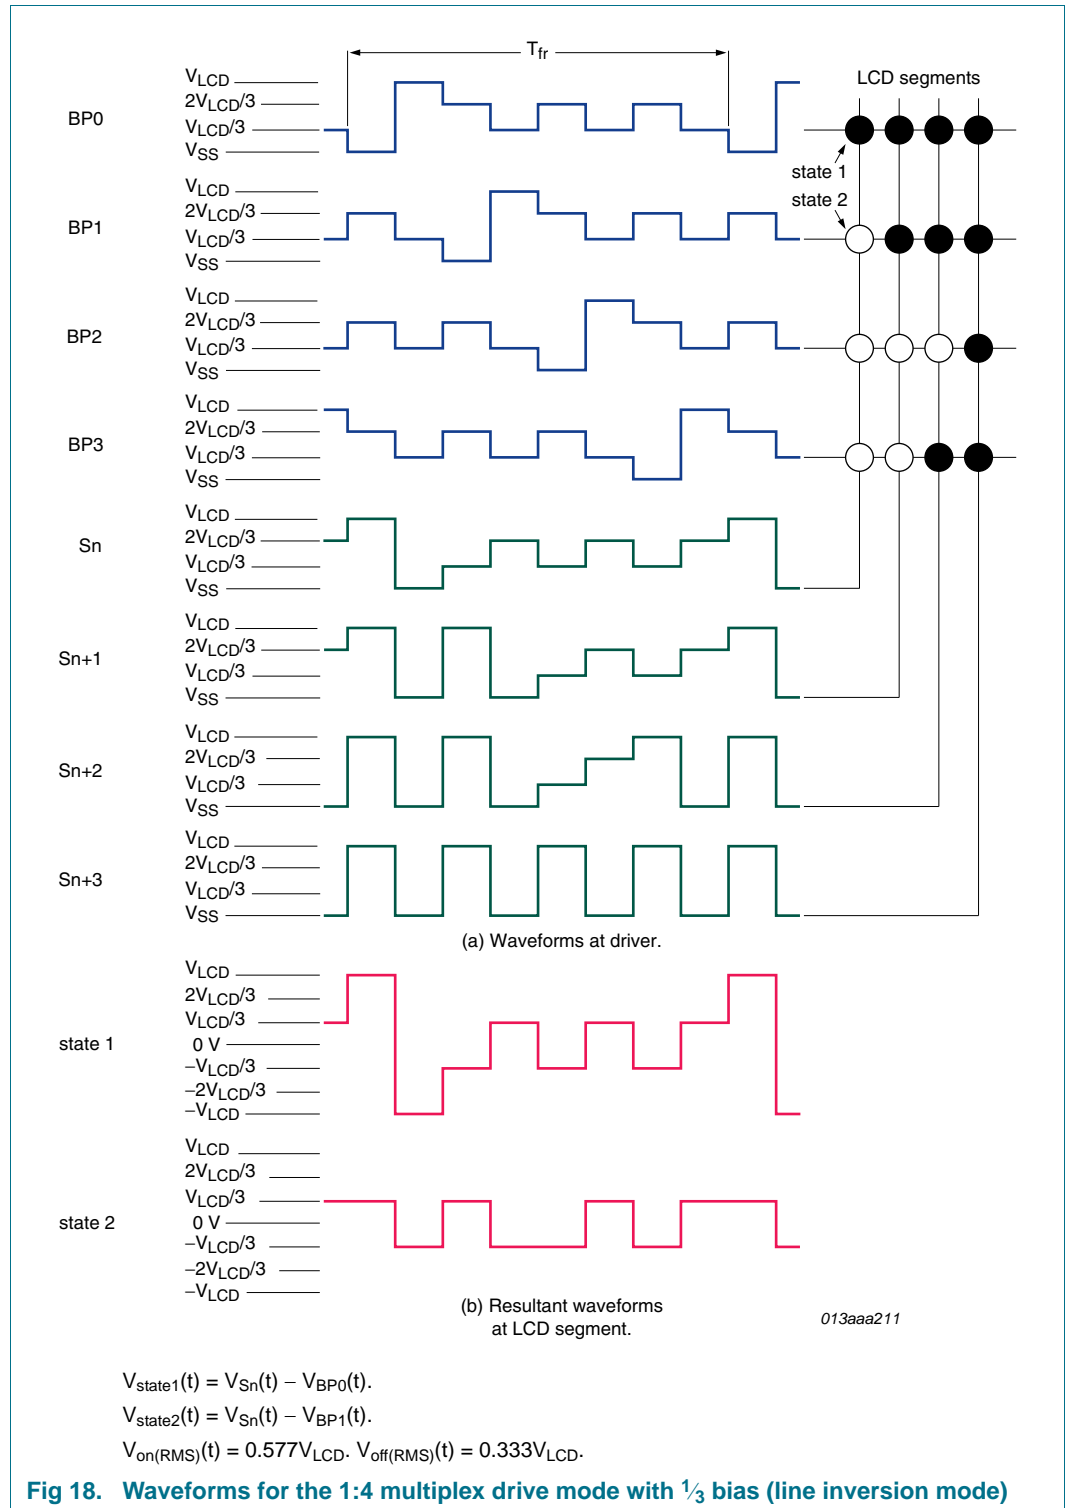 Tfr
LCD segments
BP0
VLCD
2VLCD/3
VLCD/3
VSS
state 1
state 2
BP1
VLCD
2VLCD/3
VLCD/3
VSS
BP2
VLCD
2VLCD/3
VLCD/3
VSS
BP3
VLCD
2VLCD/3
VLCD/3
VSS
Sn
VLCD
2VLCD/3
VLCD/3
VSS
Sn+1
VLCD
2VLCD/3
VLCD/3
VSS
Sn+2
VLCD
2VLCD/3
VLCD/3
VSS
Sn+3
VLCD
2VLCD/3
VLCD/3
VSS
(a) Waveforms at driver.
state 1
VLCD
2VLCD/3
VLCD/3
0 V
−VLCD/3
−2VLCD/3
−VLCD
state 2
VLCD
2VLCD/3
VLCD/3
0 V
−VLCD/3
−2VLCD/3
−VLCD
(b) Resultant waveforms
at LCD segment.
013aaa211
Vstate1(t) = VSn(t) − VBP0(t).
Vstate2(t) = VSn(t) − VBP1(t).
Von(RMS)(t) = 0.577VLCD. Voff(RMS)(t) = 0.333VLCD.
Fig 18. Waveforms for the 1:4 multiplex drive mode with 1⁄3 bias (line inversion mode)